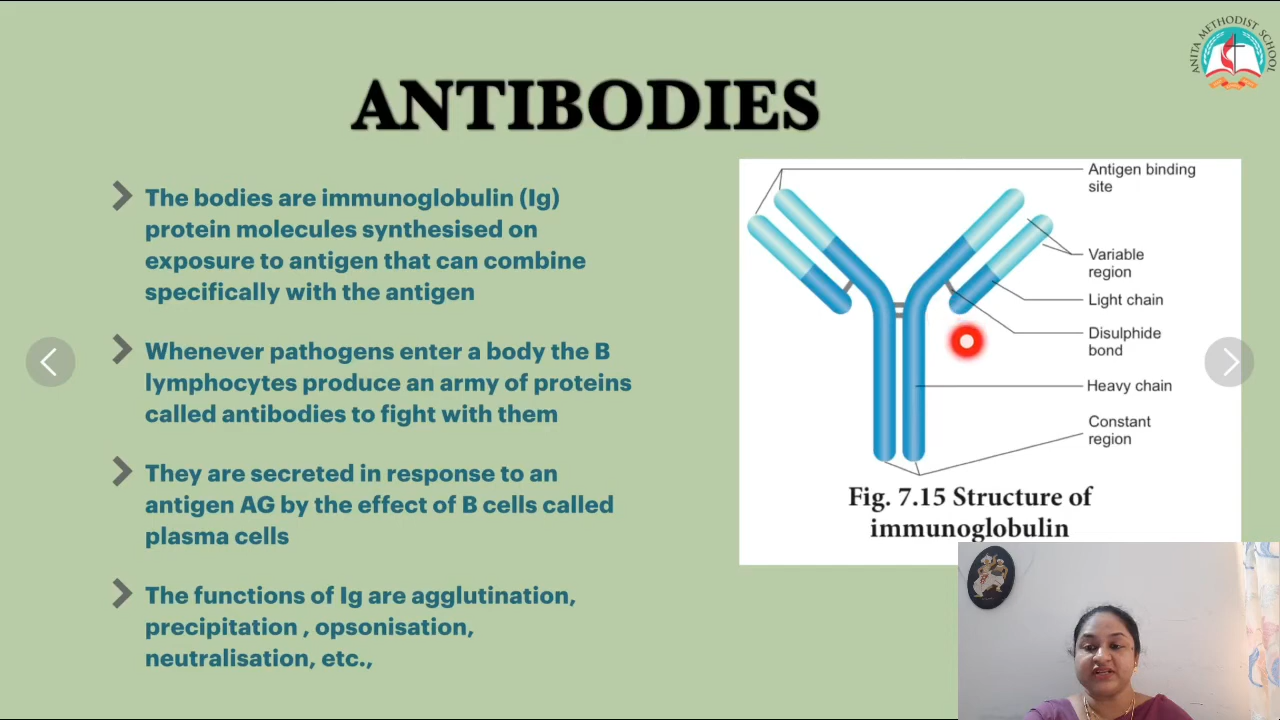 ANITA METHODIST SCHOOL
ANTIBODIES
The bodies are immunoglobulin (Ig)
protein molecules synthesised on
exposure to antigen that can combine
specifically with the antigen
Whenever pathogens enter a body the B
lymphocytes produce an army of proteins
called antibodies to fight with them
They are secreted in response to an
antigen AG by the effect of B cells called
plasma cells
The functions of Ig are agglutination,
precipitation , opsonisation,
neutralisation, etc.,
Antigen binding
site
Variable
region
Light chain
Disulphide
bond
Heavy chain
Constant
region
Fig. 7.15 Structure of
immunoglobulin